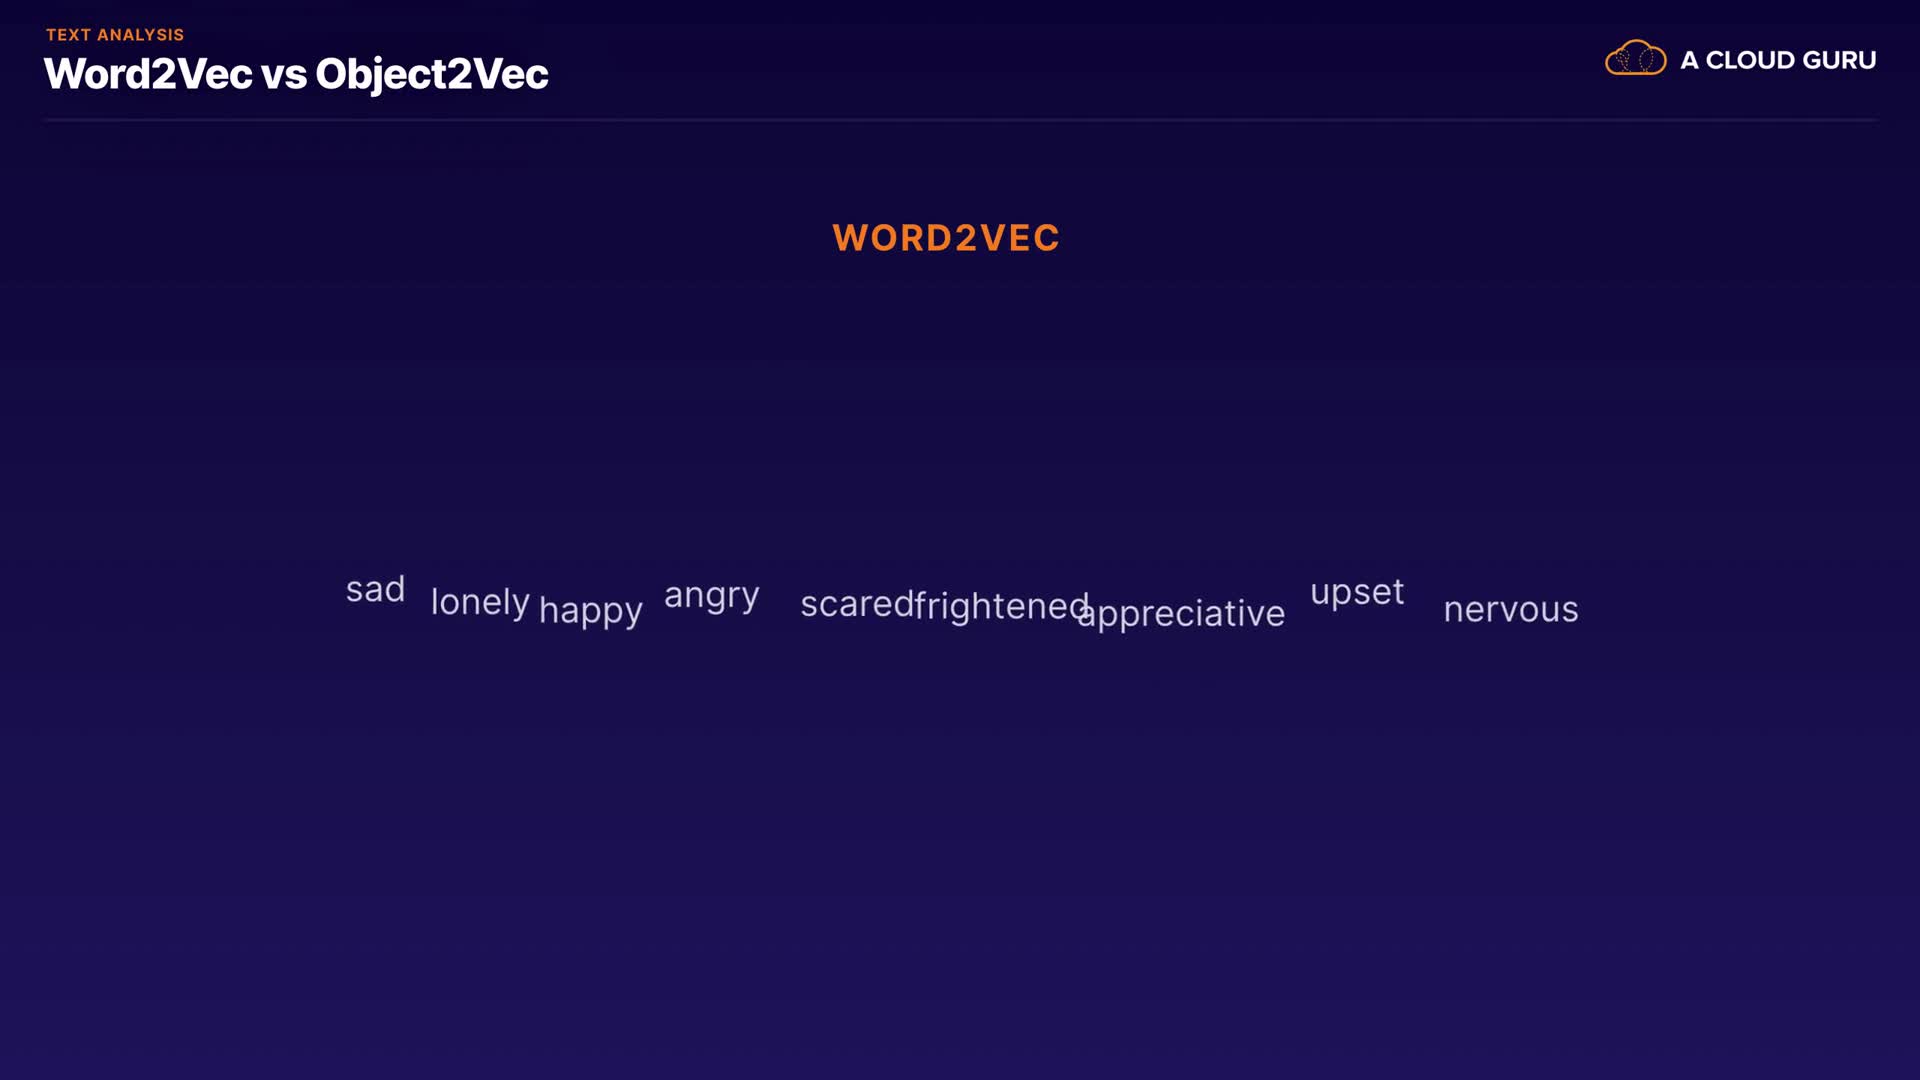 TEXT ANALYSIS
Word2Vec vs Object2Vec
A CLOUD GURU
WORD2VEC
sad lonely happy angry scared frightened appreciative upset nervous